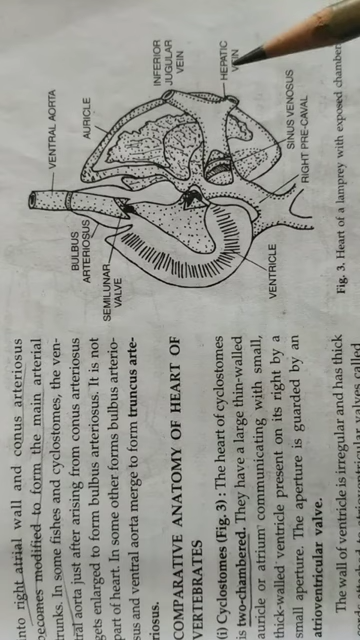 into right atrial wall and conus arteriosus
becomes modified to form the main arterial
trunks. In some fishes and cyclostomes, the ven-
tral aorta just after arising from conus arteriosus
gets enlarged to form bulbus arteriosus. It is not
part of heart. In some other forms bulbus arterio-
sus and ventral aorta merge to form truncus arte-
riosus.
COMPARATIVE ANATOMY OF HEART OF
VERTEBRATES
(i) Cyclostomes (Fig. 3) : The heart of cyclostomes
is two-chambered. They have a large thin-walled
auricle or atrium communicating with small,
thick-walled ventricle present on its right by a
small aperture. The aperture is guarded by an
atrioventricular valve.
The wall of ventricle is irregular and has thick
valves called
VENTRAL AORTA
AURICLE
INFERIOR
JUGULAR
VEIN
HEPATIC
VEIN
BULBUS
ARTERIOSUS
SEMILUNAR
VALVE
VENTRICLE
SINUS VENOSUS
RIGHT PRE-CAVAL
Fig. 3. Heart of a lamprey with exposed chamber